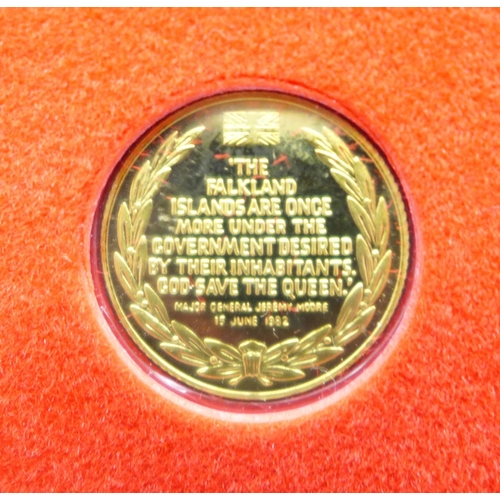 'THE
FALKLAND
ISLANDS ARE ONCE
MORE UNDER THE
GOVERNMENT DESIRED
BY THEIR INHABITANTS.
GOD SAVE THE QUEEN.'
MAJOR GENERAL JEREMY MOORE
15 JUNE 1982